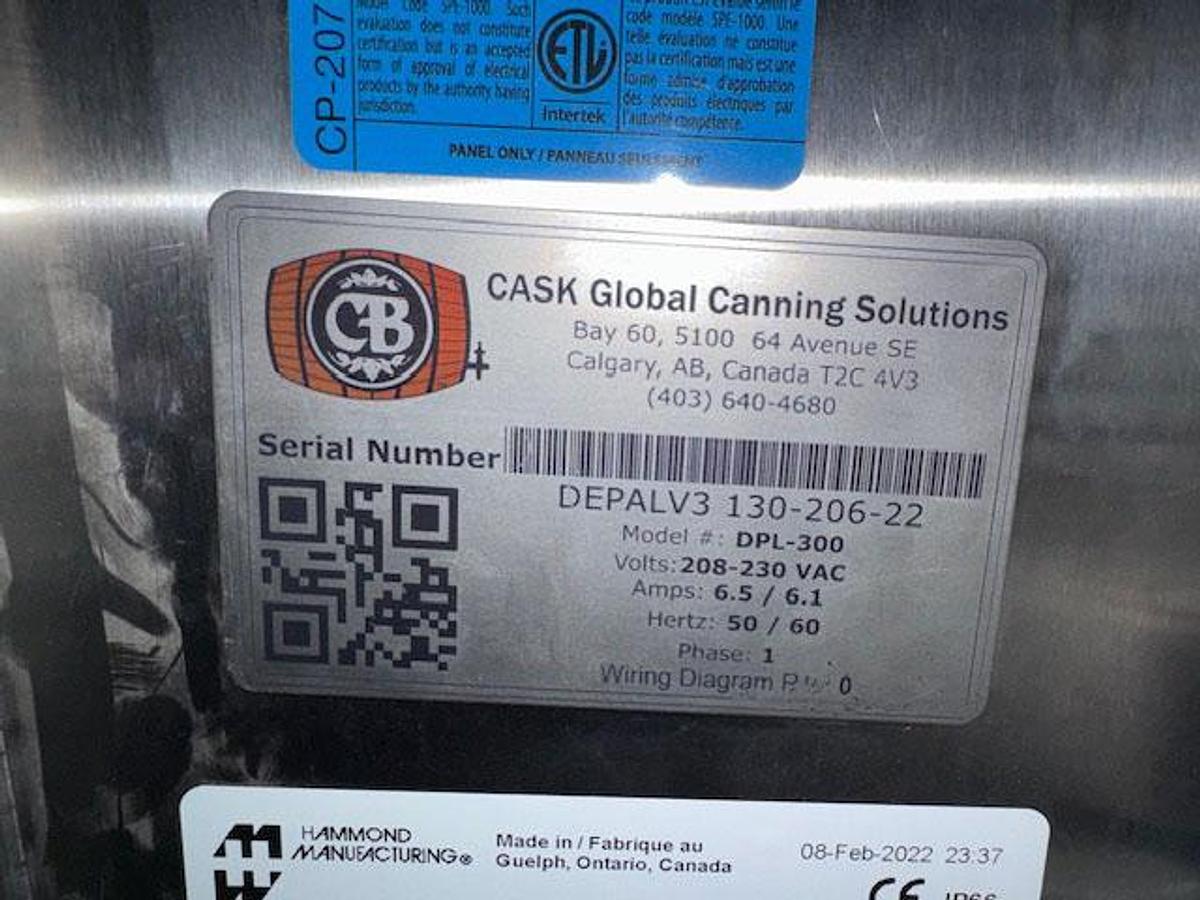 CP-207
Model Code SPE-1000. Such
evaluation does not constitute
certification but is an accepted
form of approval of electrical
products by the authority having
jurisdiction.
ETL
Intertek
code modèle SPE-1000. Une
telle evaluation ne constitue
pas la certification mais est une
forme admise d'approbation
des produits électriques par
l'autorité compétente.
PANEL ONLY / PANNEAU SEULEMENT
CB
CASK Global Canning Solutions
Bay 60, 5100 64 Avenue SE
Calgary, AB, Canada T2C 4V3
(403) 640-4680
Serial Number
DEPALV3 130-206-22
Model #: DPL-300
Volts: 208-230 VAC
Amps: 6.5 / 6.1
Hertz: 50 / 60
Phase: 1
Wiring Diagram 0
HAMMOND
MANUFACTURING®
Made in / Fabrique au
Guelph, Ontario, Canada
08-Feb-2022 23:37
CE IP66